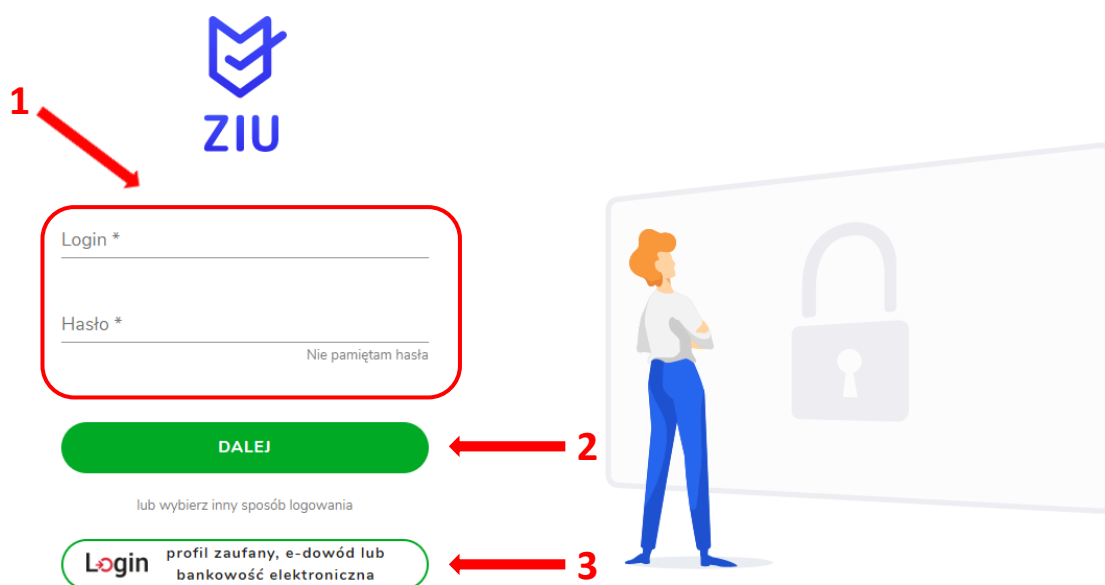 ZIU
1
Login *
Hasło *
Nie pamiętam hasła
DALEJ
2
lub wybierz inny sposób logowania
Login profil zaufany, e-dowód lub
bankowość elektroniczna
3